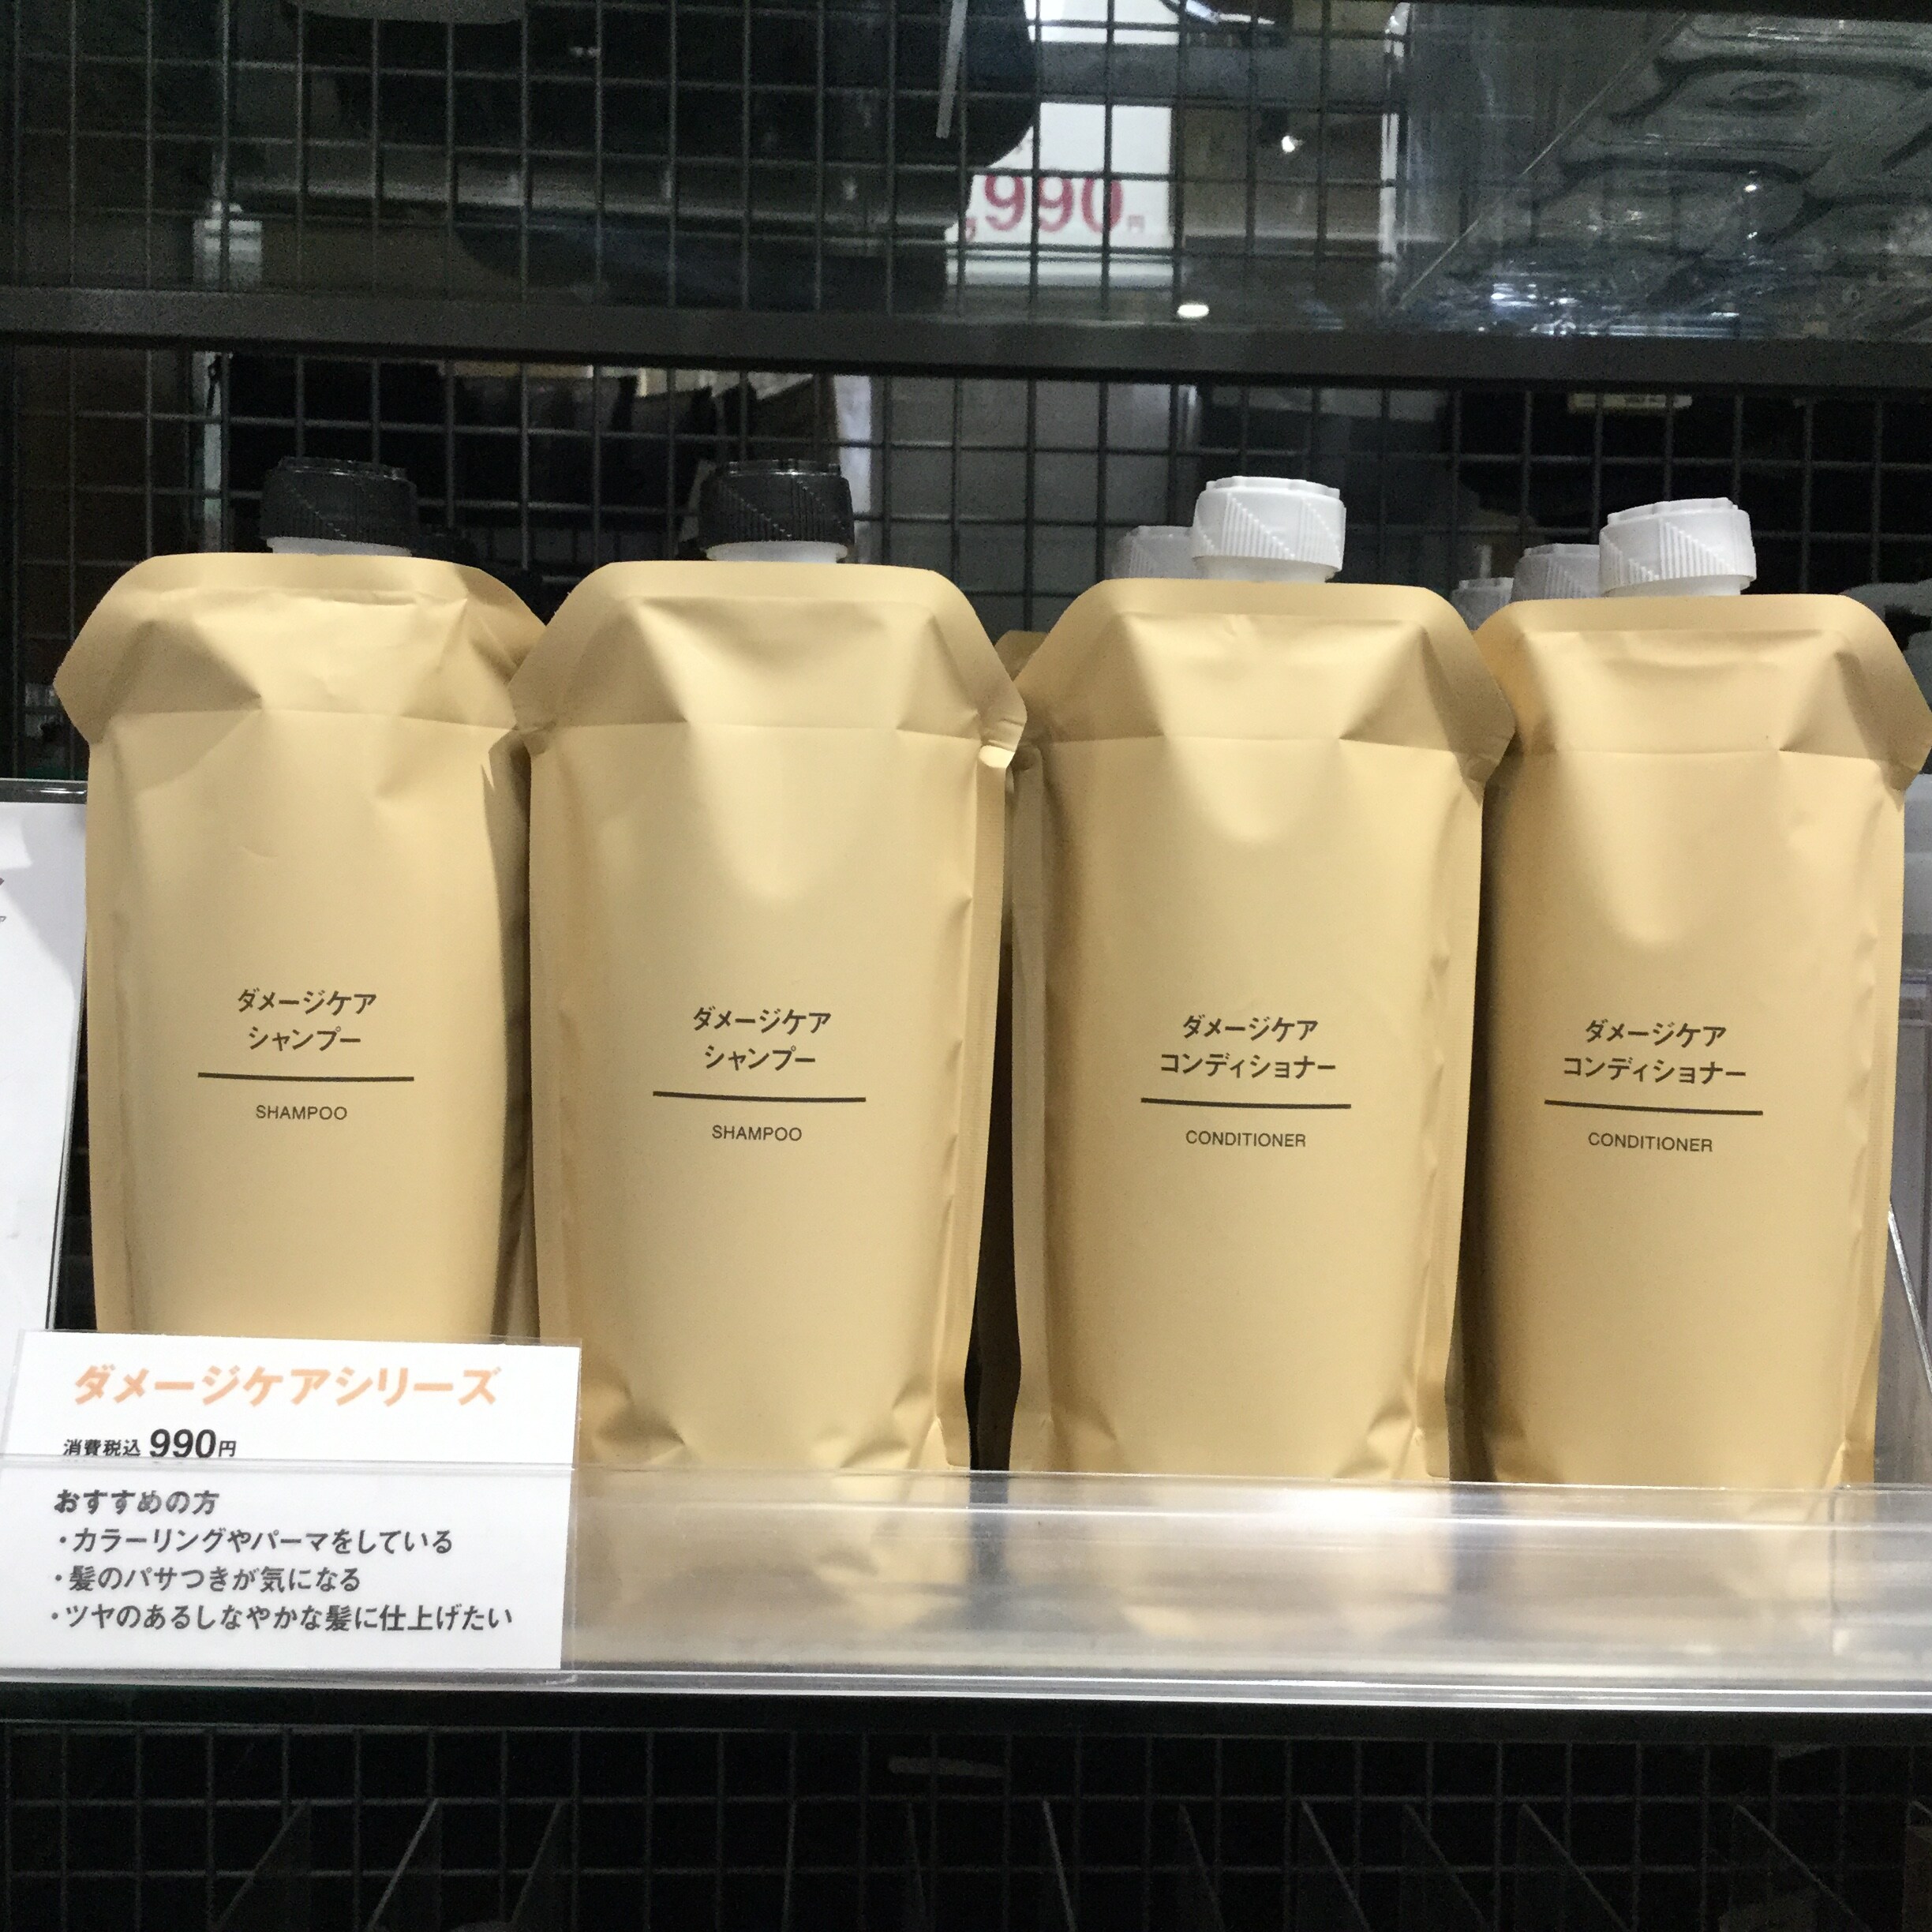 ,990円
ダメージケア
シャンプー
SHAMPOO
ダメージケア
シャンプー
SHAMPOO
ダメージケア
コンディショナー
CONDITIONER
ダメージケア
コンディショナー
CONDITIONER
ダメージケアシリーズ
消費税込 990円
おすすめの方
・カラーリングやパーマをしている
・髪のパサつきが気になる
・ツヤのあるしなやかな髪に仕上げたい